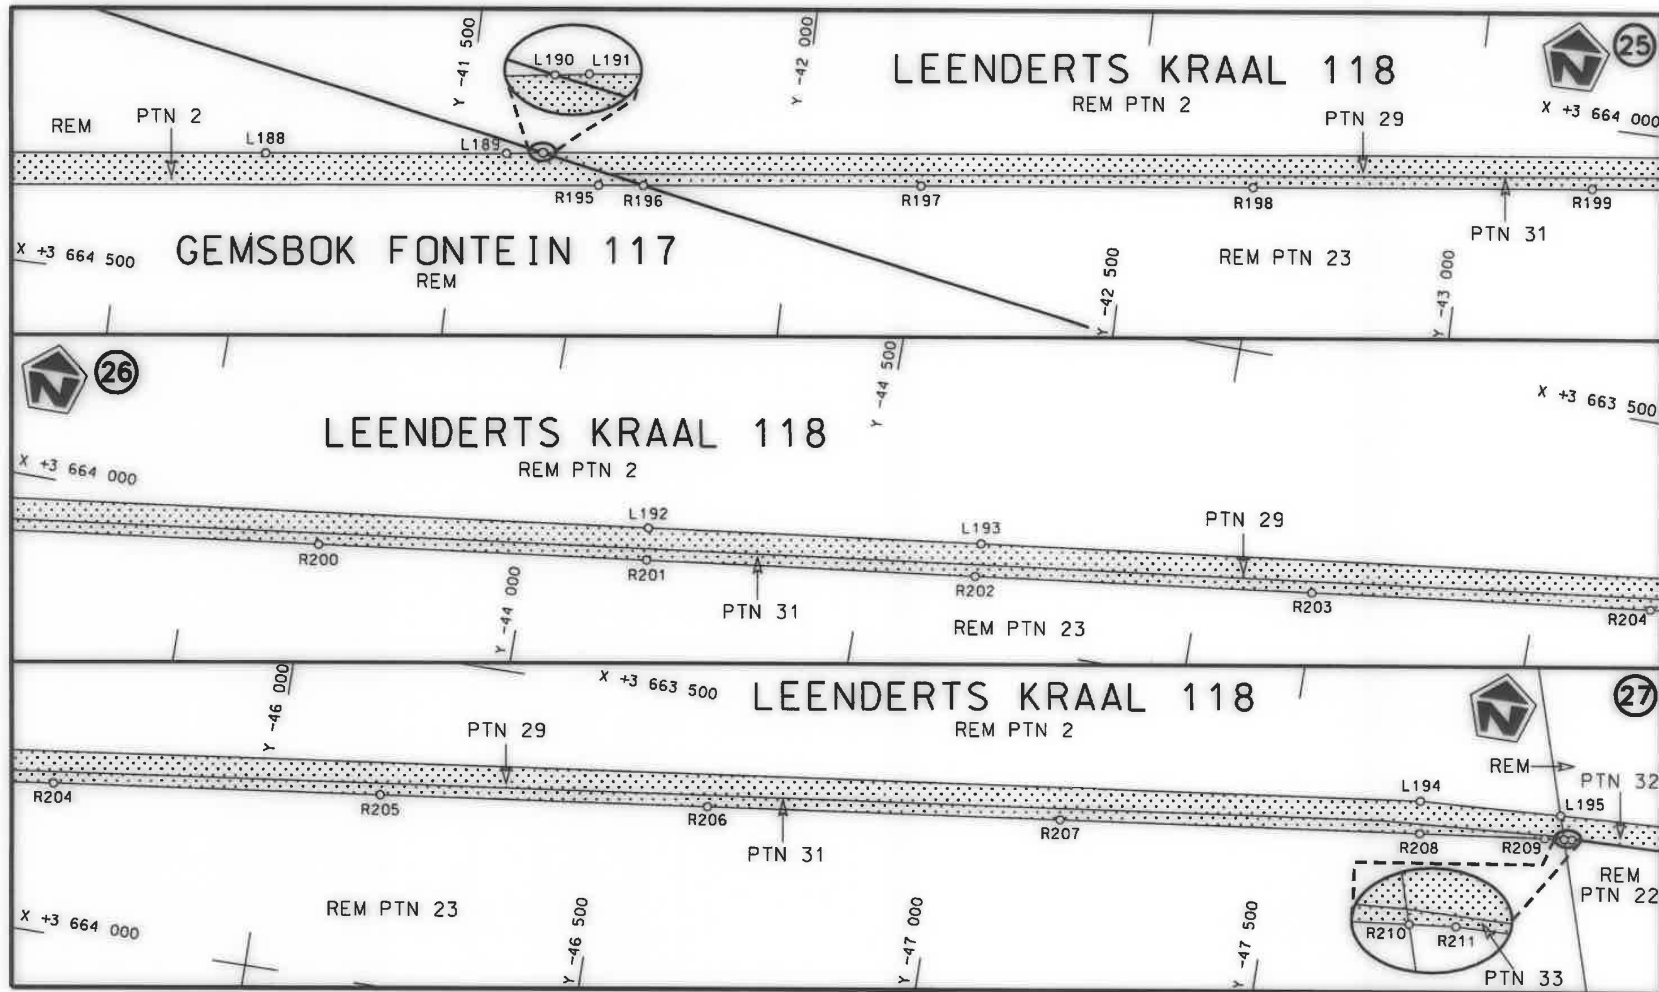 Y -41 500
L190 L191
Y -42 000
LEENDERTS KRAAL 118
REM PTN 2
N
25
X +3 664 000
REM
PTN 2
L188
L189
PTN 29
R195
R196
R197
R198
R199
PTN 31
X +3 664 500
GEMSBOK FONTEIN 117
REM
REM PTN 23
Y -42 500
Y -43 000
N
26
Y -44 500
X +3 663 500
LEENDERTS KRAAL 118
REM PTN 2
X +3 664 000
L192
L193
PTN 29
R200
R201
R202
R203
R204
Y -44 000
PTN 31
REM PTN 23
Y -46 000
X +3 663 500
LEENDERTS KRAAL 118
REM PTN 2
N
27
PTN 29
REM
PTN 32
L194
L195
R204
R205
R206
R207
R208
R209
PTN 31
REM
PTN 22
REM PTN 23
X +3 664 000
Y -46 500
Y -47 000
Y -47 500
R210
R211
PTN 33